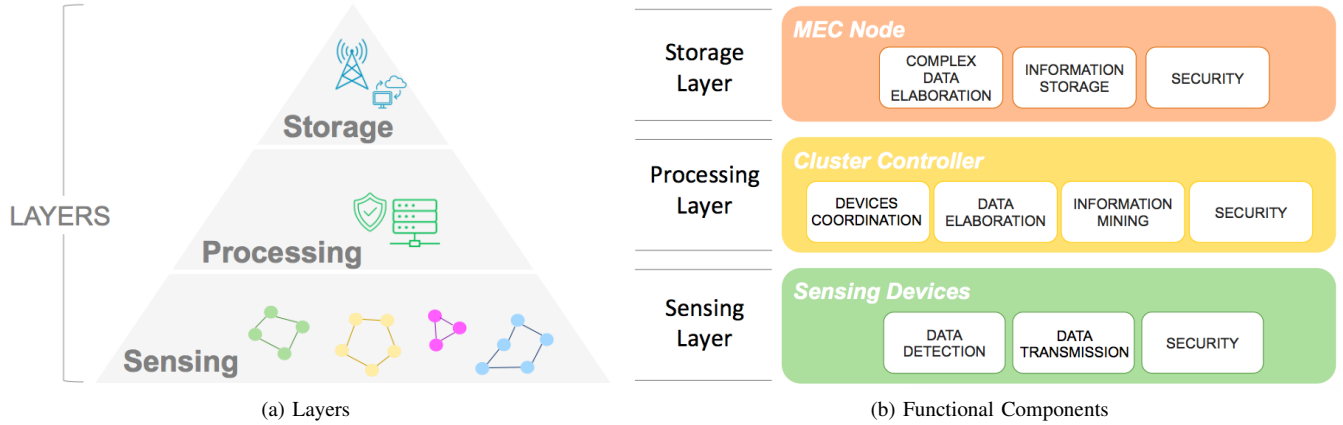 LAYERS
Storage
Processing
Sensing
(a) Layers
Storage
Layer
MEC Node
COMPLEX
DATA
ELABORATION
INFORMATION
STORAGE
SECURITY
Processing
Layer
Cluster Controller
DEVICES
COORDINATION
DATA
ELABORATION
INFORMATION
MINING
SECURITY
Sensing
Layer
Sensing Devices
DATA
DETECTION
DATA
TRANSMISSION
SECURITY
(b) Functional Components